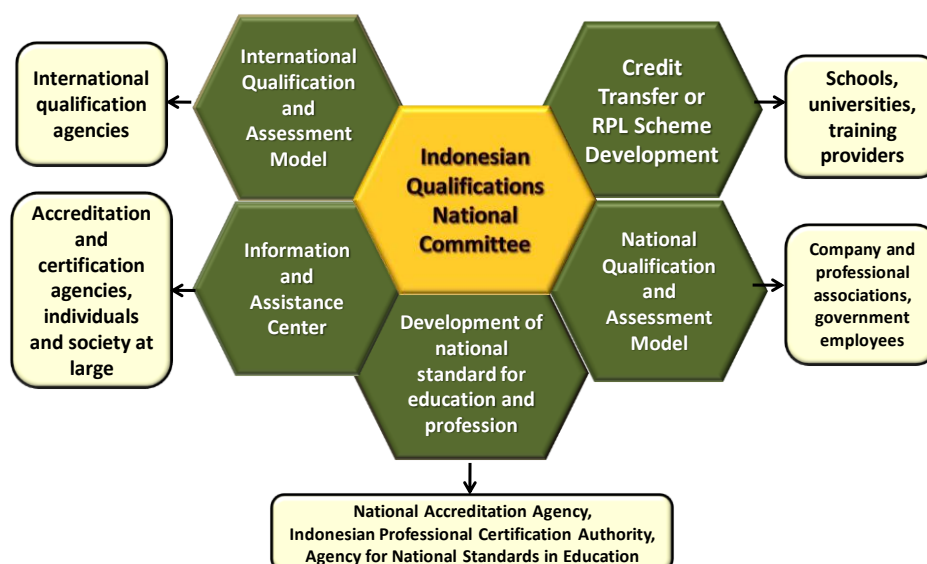 International
qualification
agencies
International
Qualification
and
Assessment
Model
Credit
Transfer or
RPL Scheme
Development
Schools,
universities,
training
providers
Indonesian
Qualifications
National
Committee
Accreditation
and
certification
agencies,
individuals
and society at
large
Information
and
Assistance
Center
National
Qualification
and
Assessment
Model
Company and
professional
associations,
government
employees
Development of
national
standard for
education and
profession
National Accreditation Agency,
Indonesian Professional Certification Authority,
Agency for National Standards in Education